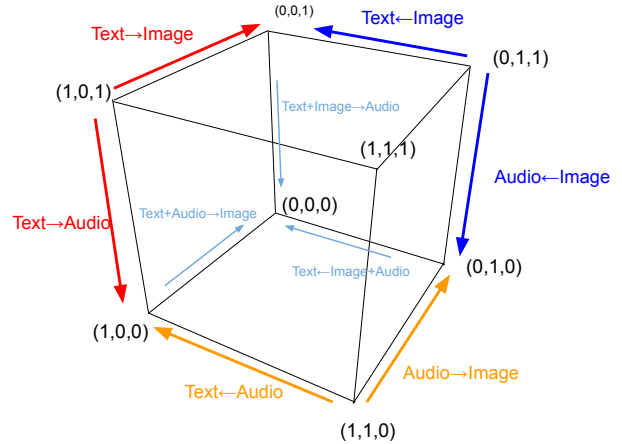 (0,0,1)
Text←Image
Text→Image
(0,1,1)
(1,0,1)
Text+Image→Audio
(1,1,1)
Audio←Image
Text→Audio
Text+Audio→Image
(0,0,0)
Text←Image+Audio
(0,1,0)
(1,0,0)
Audio→Image
Text←Audio
(1,1,0)